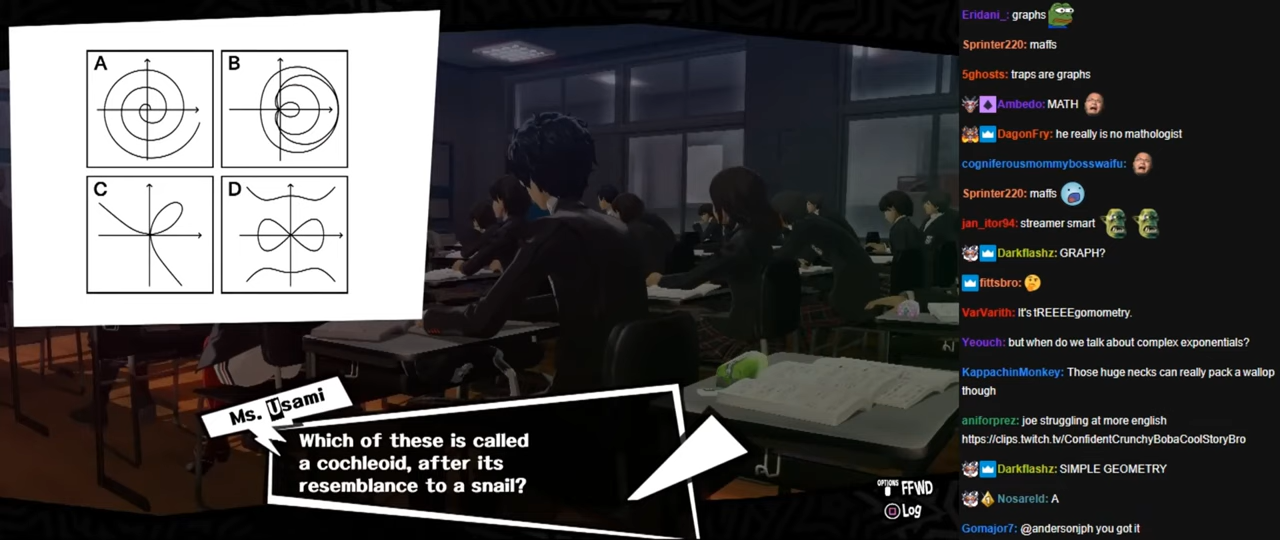 A
B
C
D
Ms. Usami
Which of these is called
a cochleoid, after its
resemblance to a snail?
OPTIONS
FFWD
Log
Eridani_: graphs
Sprinter220: maffs
5ghosts: traps are graphs
Ambedo: MATH
DagonFry: he really is no mathologist
cogniferousmommybosswaifu:
Sprinter220: maffs
jan_itor94: streamer smart
Darkflashz: GRAPH?
fittsbro:
VarVarith: It's tREEEEgomometry.
Yeouch: but when do we talk about complex exponentials?
KappachinMonkey: Those huge necks can really pack a wallop
though
aniforprez: joe struggling at more english
https://clips.twitch.tv/ConfidentCrunchyBobaCoolStoryBro
Darkflashz: SIMPLE GEOMETRY
Nosareld: A
Gomajor7: @andersonjph you got it